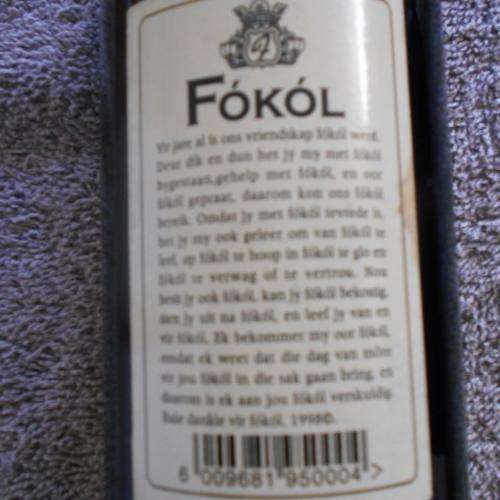 FÓKÓL
Vir jare al is ons vriendskap fókól werd.
Deur dik en dun het jy my met fókól
bygestaan, gehelp met fókól, en oor
fókól gepraat, daarom kon ons fókól
bereik. Omdat jy met fókól tevrede is,
het jy my ook geleer om van fókól te
leef, op fókól te hoop in fókól te glo en
fókól te verwag of te vertrou. Nou
besit jy ook fókól, kan jy fókól bekostig,
sien jy uit na fókól, en leef jy van en
vir fókól. Ek bekommer my oor fókól,
omdat ek weet dat die dag van môre
vir jou fókól in die sak gaan bring, en
daarom is ek aan jou fókól verskuldig.
Baie dankie vir fókól. 1998©.
6 009681 950004 >